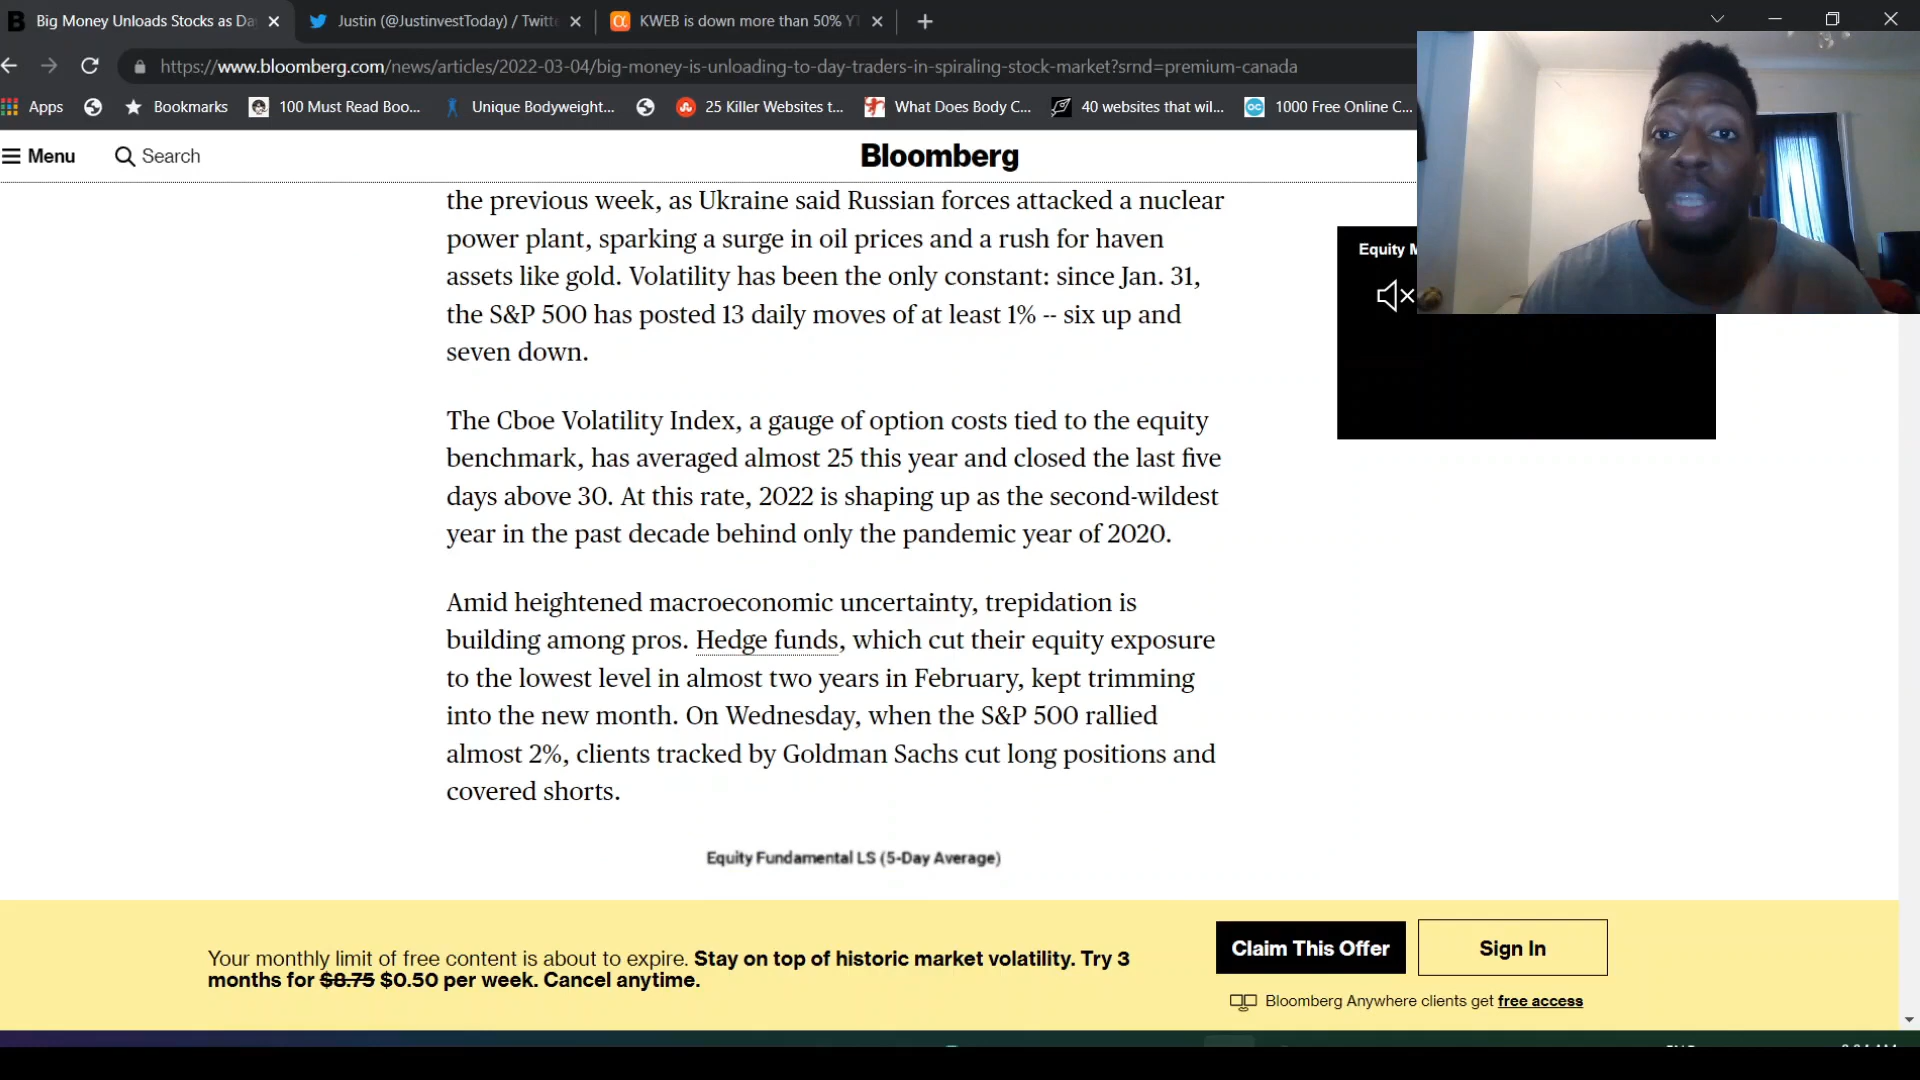 Big Money Unloads Stocks as Da
Justin (@JustinvestToday) / Twitte
KWEB is down more than 50% YT
https://www.bloomberg.com/news/articles/2022-03-04/big-money-is-unloading-to-day-traders-in-spiraling-stock-market?srnd=premium-canada
Apps
Bookmarks
100 Must Read Boo...
Unique Bodyweight...
25 Killer Websites t...
What Does Body C...
40 websites that wil...
1000 Free Online C...
Menu
Search
Bloomberg
the previous week, as Ukraine said Russian forces attacked a nuclear
power plant, sparking a surge in oil prices and a rush for haven
assets like gold. Volatility has been the only constant: since Jan. 31,
the S&P 500 has posted 13 daily moves of at least 1% -- six up and
seven down.
Equity M
The Cboe Volatility Index, a gauge of option costs tied to the equity
benchmark, has averaged almost 25 this year and closed the last five
days above 30. At this rate, 2022 is shaping up as the second-wildest
year in the past decade behind only the pandemic year of 2020.
Amid heightened macroeconomic uncertainty, trepidation is
building among pros. Hedge funds, which cut their equity exposure
to the lowest level in almost two years in February, kept trimming
into the new month. On Wednesday, when the S&P 500 rallied
almost 2%, clients tracked by Goldman Sachs cut long positions and
covered shorts.
Equity Fundamental LS (5-Day Average)
Your monthly limit of free content is about to expire. Stay on top of historic market volatility. Try 3
months for $8.75 $0.50 per week. Cancel anytime.
Claim This Offer
Sign In
Bloomberg Anywhere clients get free access